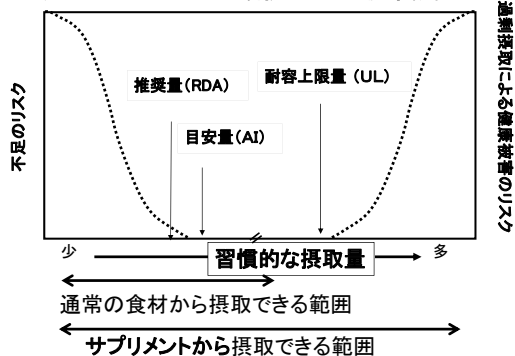 推奨量(RDA)
耐容上限量 (UL)
目安量(AI)
不足のリスク
過剰摂取による健康被害のリスク
少
習慣的な摂取量
多
通常の食材から摂取できる範囲
サプリメントから摂取できる範囲